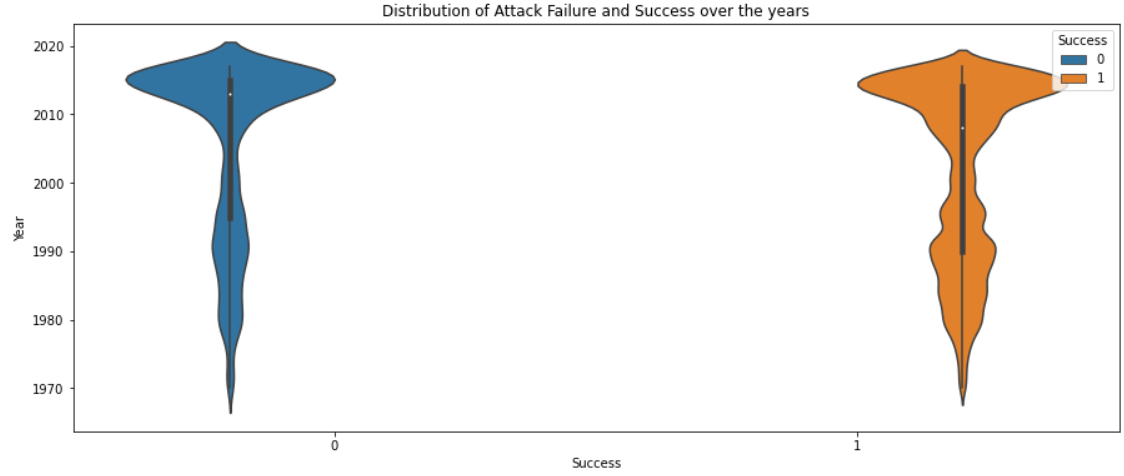 Distribution of Attack Failure and Success over the years
Success
0
1
2020
2010
2000
1990
1980
1970
Year
0
1
Success